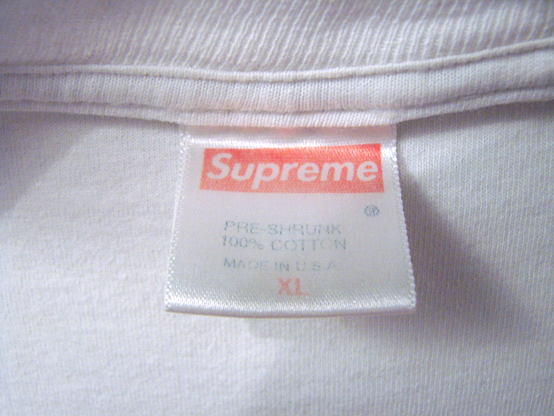 Supreme
®
PRE-SHRUNK
100% COTTON
MADE IN U.S.A.
XL